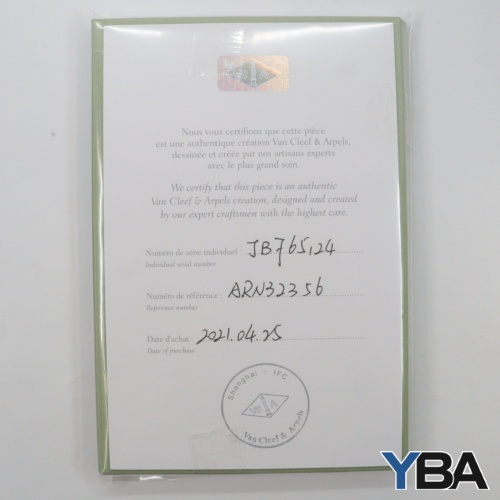 Nous vous certifions que cette pièce
est une authentique création Van Cleef & Arpels,
dessinée et créée par nos artisans experts
avec le plus grand soin.
We certify that this piece is an authentic
Van Cleef & Arpels creation, designed and created
by our expert craftsmen with the highest care.
Numéro de série individuel : JB765124
Individual serial number
Numéro de référence : ARN32356
Reference number
Date d'achat : 2021.04.25
Date of purchase
Shanghai - IFC
Van Cleef & Arpels
YBA